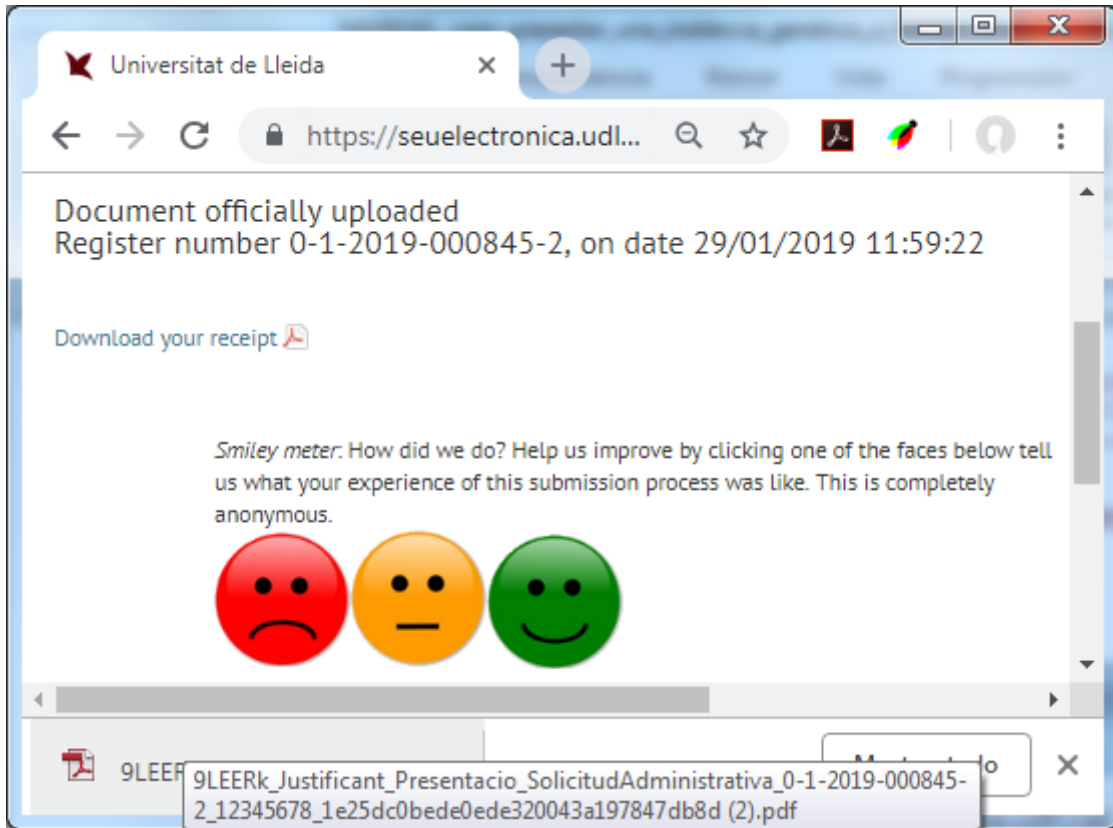 Universitat de Lleida
https://seuelectronica.udl...
Document officially uploaded
Register number 0-1-2019-000845-2, on date 29/01/2019 11:59:22
Download your receipt
Smiley meter: How did we do? Help us improve by clicking one of the faces below tell
us what your experience of this submission process was like. This is completely
anonymous.
9LEER
9LEERk_Justificant_Presentacio_SolicitudAdministrativa_0-1-2019-000845-
2_12345678_1e25dc0bede0ede320043a197847db8d (2).pdf